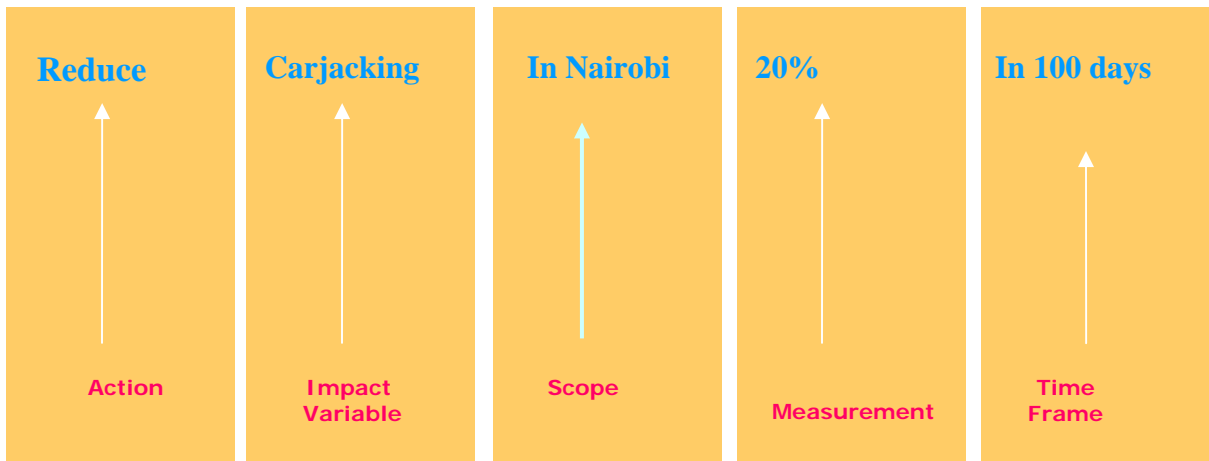 Reduce
Carjacking
In Nairobi
20%
In 100 days
Action
Impact
Variable
Scope
Measurement
Time
Frame